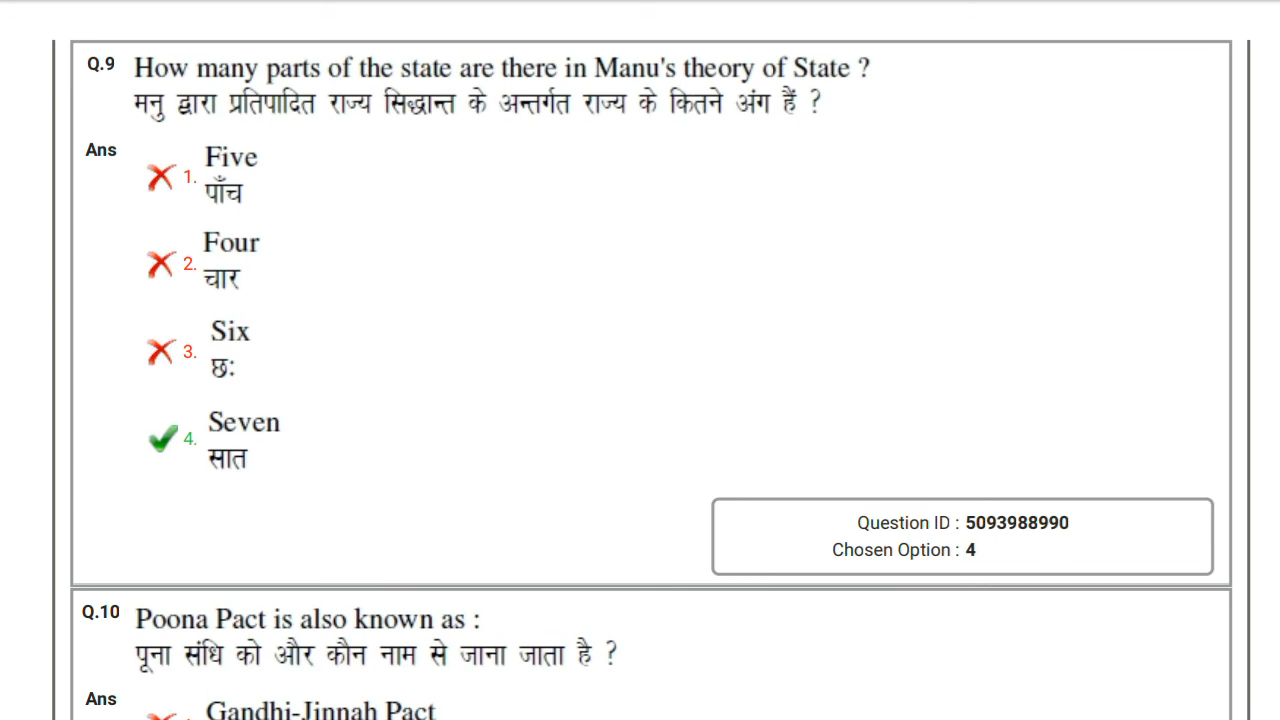 Q.9 How many parts of the state are there in Manu's theory of State ?
मनु द्वारा प्रतिपादित राज्य सिद्धान्त के अन्तर्गत राज्य के कितने अंग हैं ?
Ans
1. Five
पाँच
2. Four
चार
3. Six
छः
4. Seven
सात
Question ID : 5093988990
Chosen Option : 4
Q.10 Poona Pact is also known as :
पूना संधि को और कौन नाम से जाना जाता है ?
Ans
Gandhi-Jinnah Pact